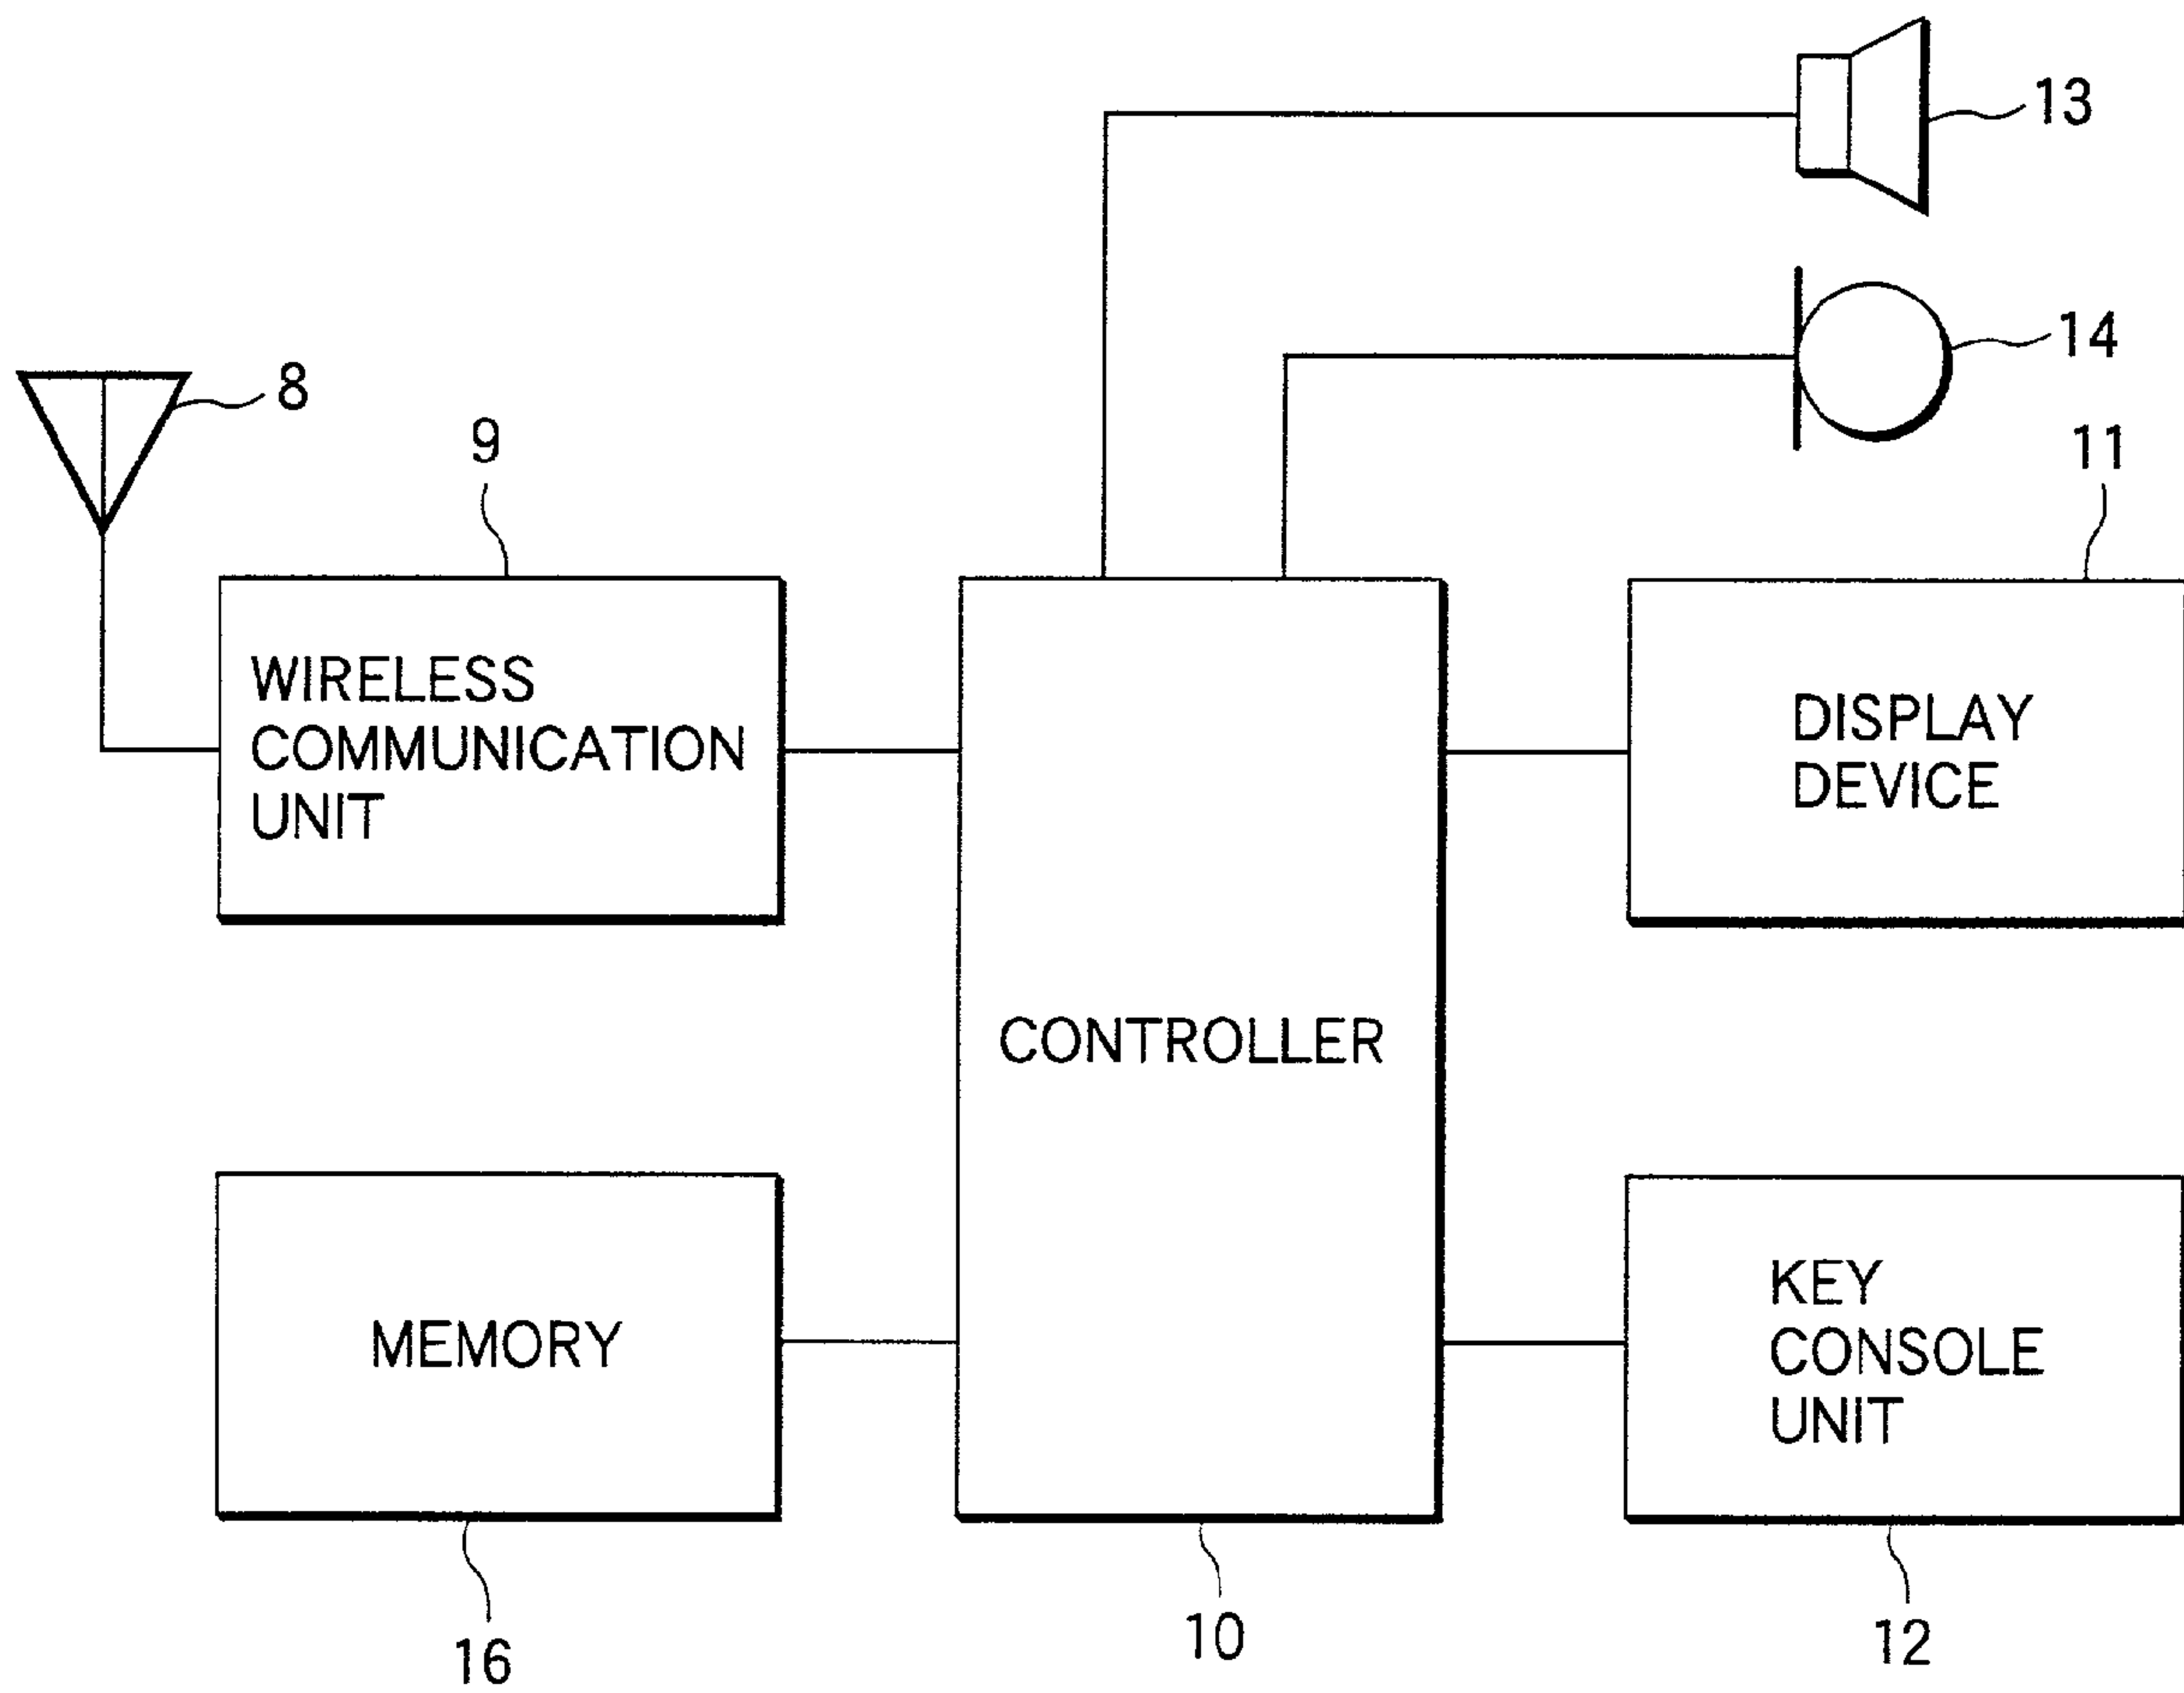 13
14
8
9
11
WIRELESS
COMMUNICATION
UNIT
DISPLAY
DEVICE
CONTROLLER
MEMORY
KEY
CONSOLE
UNIT
16
10
12